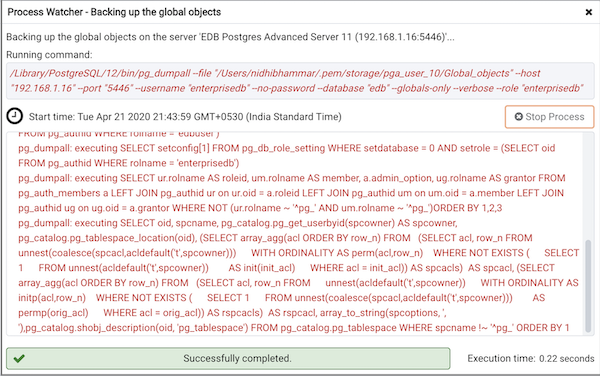 Process Watcher - Backing up the global objects
Backing up the global objects on the server 'EDB Postgres Advanced Server 11 (192.168.1.16:5446)'...
Running command:
/Library/PostgreSQL/12/bin/pg_dumpall --file "/Users/nidhibhammar/.pem/storage/pga_user_10/Global_objects" --host
"192.168.1.16" --port "5446" --username "enterprisedb" --no-password --database "edb" --globals-only --verbose --role "enterprisedb"
Start time: Tue Apr 21 2020 21:43:59 GMT+0530 (India Standard Time)
Stop Process
FROM pg_authid WHERE rolname = 'edbuser')
pg_dumpall: executing SELECT setconfig[1] FROM pg_db_role_setting WHERE setdatabase = 0 AND setrole = (SELECT oid
FROM pg_authid WHERE rolname = 'enterprisedb')
pg_dumpall: executing SELECT ur.rolname AS roleid, um.rolname AS member, a.admin_option, ug.rolname AS grantor FROM
pg_auth_members a LEFT JOIN pg_authid ur on ur.oid = a.roleid LEFT JOIN pg_authid um on um.oid = a.member LEFT JOIN
pg_authid ug on ug.oid = a.grantor WHERE NOT (ur.rolname ~ '^pg_' AND um.rolname ~ '^pg_')ORDER BY 1,2,3
pg_dumpall: executing SELECT oid, spcname, pg_catalog.pg_get_userbyid(spcowner) AS spcowner,
pg_catalog.pg_tablespace_location(oid), (SELECT array_agg(acl ORDER BY row_n) FROM (SELECT acl, row_n FROM
unnest(coalesce(spcacl,acldefault('t',spcowner))) WITH ORDINALITY AS perm(acl,row_n) WHERE NOT EXISTS ( SELECT
1 FROM unnest(acldefault('t',spcowner)) AS init(init_acl) WHERE acl = init_acl)) AS spcacls) AS spcacl, (SELECT
array_agg(acl ORDER BY row_n) FROM (SELECT acl, row_n FROM unnest(acldefault('t',spcowner)) WITH ORDINALITY AS
initp(acl,row_n) WHERE NOT EXISTS ( SELECT 1 FROM unnest(coalesce(spcacl,acldefault('t',spcowner))) AS
permp(orig_acl) WHERE acl = orig_acl)) AS rspcacls) AS rspcacl, array_to_string(spcoptions, ',
'),pg_catalog.shobj_description(oid, 'pg_tablespace') FROM pg_catalog.pg_tablespace WHERE spcname !~ '^pg_' ORDER BY 1
Successfully completed.
Execution time: 0.22 seconds